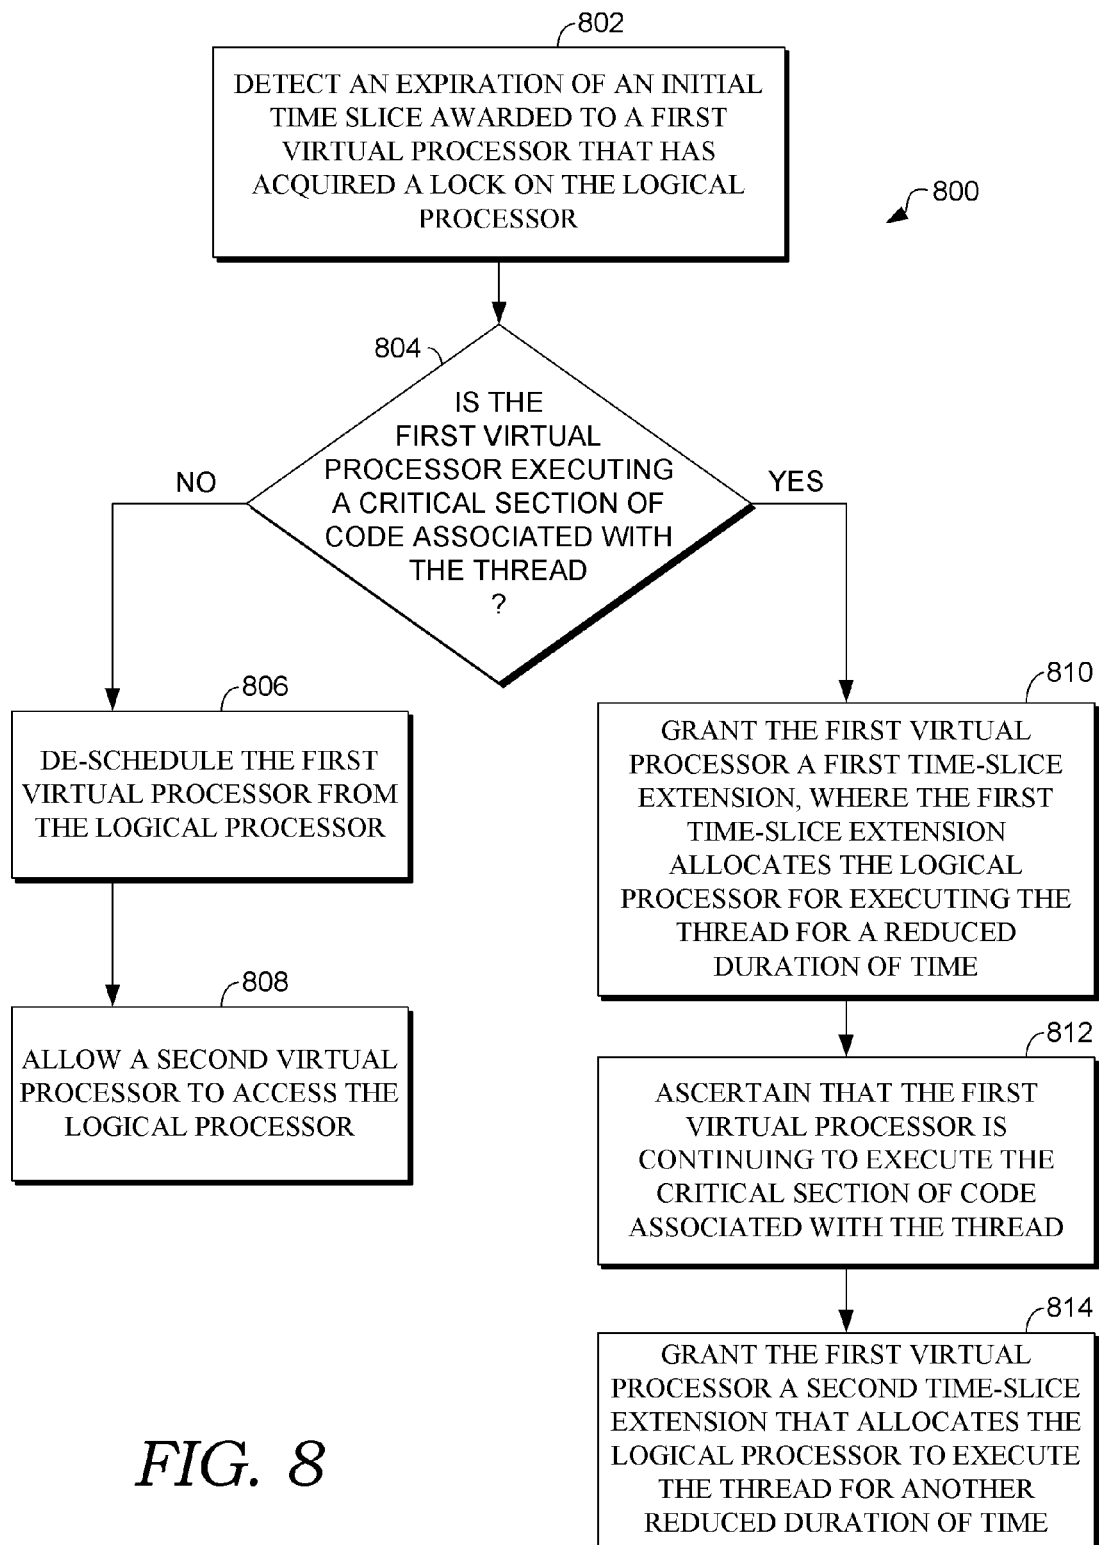 802
DETECT AN EXPIRATION OF AN INITIAL
TIME SLICE AWARDED TO A FIRST
VIRTUAL PROCESSOR THAT HAS
ACQUIRED A LOCK ON THE LOGICAL
PROCESSOR
800
804
IS THE
FIRST VIRTUAL
PROCESSOR EXECUTING
A CRITICAL SECTION OF
CODE ASSOCIATED WITH
THE THREAD
?
NO
YES
806
DE-SCHEDULE THE FIRST
VIRTUAL PROCESSOR FROM
THE LOGICAL PROCESSOR
808
ALLOW A SECOND VIRTUAL
PROCESSOR TO ACCESS THE
LOGICAL PROCESSOR
810
GRANT THE FIRST VIRTUAL
PROCESSOR A FIRST TIME-SLICE
EXTENSION, WHERE THE FIRST
TIME-SLICE EXTENSION
ALLOCATES THE LOGICAL
PROCESSOR FOR EXECUTING THE
THREAD FOR A REDUCED
DURATION OF TIME
812
ASCERTAIN THAT THE FIRST
VIRTUAL PROCESSOR IS
CONTINUING TO EXECUTE THE
CRITICAL SECTION OF CODE
ASSOCIATED WITH THE THREAD
814
GRANT THE FIRST VIRTUAL
PROCESSOR A SECOND TIME-SLICE
EXTENSION THAT ALLOCATES THE
LOGICAL PROCESSOR TO EXECUTE
THE THREAD FOR ANOTHER
REDUCED DURATION OF TIME
FIG. 8